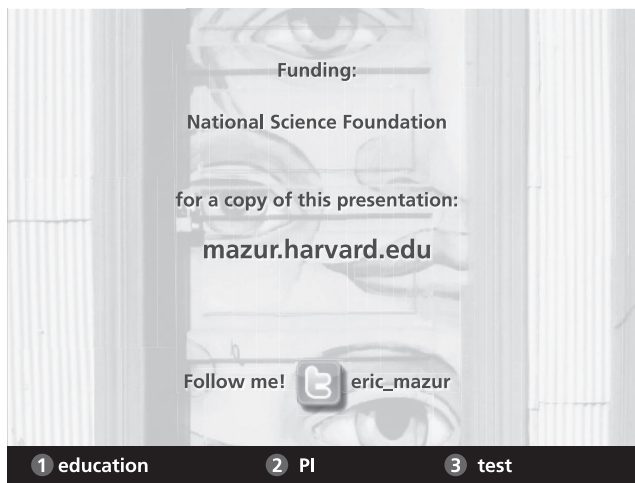 Funding:
National Science Foundation
for a copy of this presentation:
mazur.harvard.edu
Follow me! t eric_mazur
1 education 2 PI 3 test